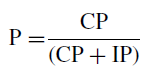 P = CP / (CP + IP)